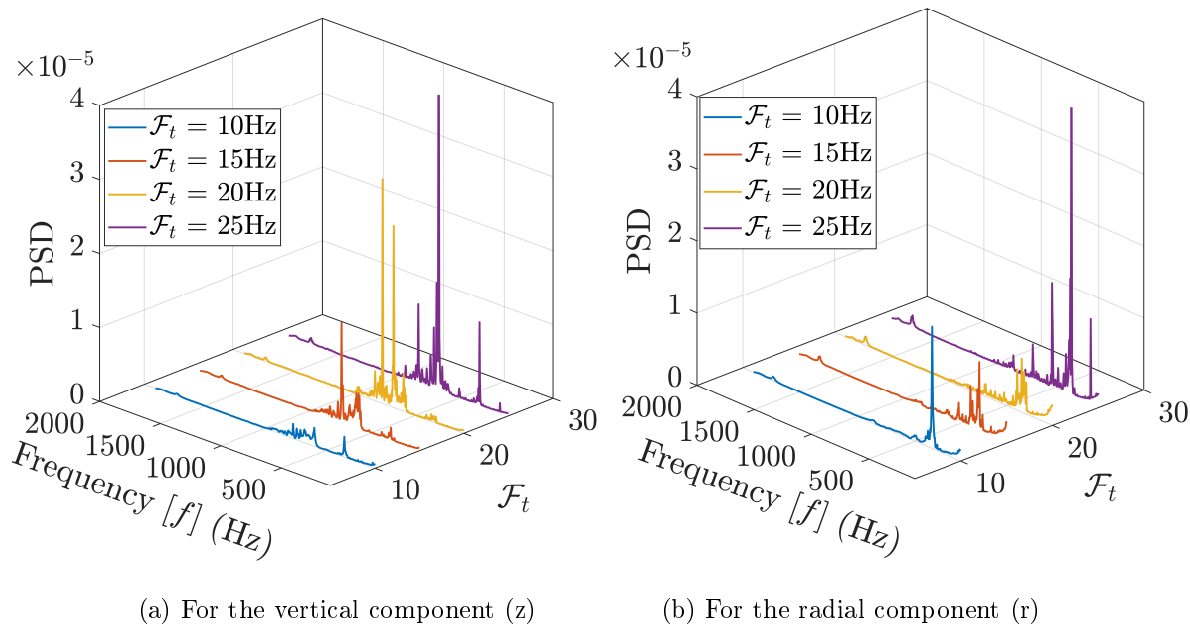 ×10⁻⁵
4
3
2
1
0
PSD
ℱₜ = 10Hz
ℱₜ = 15Hz
ℱₜ = 20Hz
ℱₜ = 25Hz
2000
1500
1000
500
Frequency [f] (Hz)
10
20
30
ℱₜ
(a) For the vertical component (z)
×10⁻⁵
4
3
2
1
0
PSD
ℱₜ = 10Hz
ℱₜ = 15Hz
ℱₜ = 20Hz
ℱₜ = 25Hz
2000
1500
1000
500
Frequency [f] (Hz)
10
20
30
ℱₜ
(b) For the radial component (r)